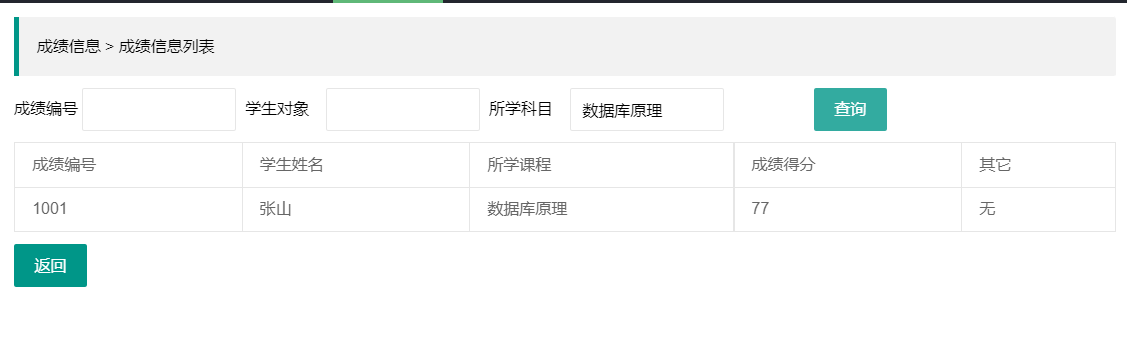 成绩信息 > 成绩信息列表
成绩编号 学生对象 所学科目 数据库原理 查询
成绩编号 学生姓名 所学课程 成绩得分 其它
1001 张山 数据库原理 77 无
返回